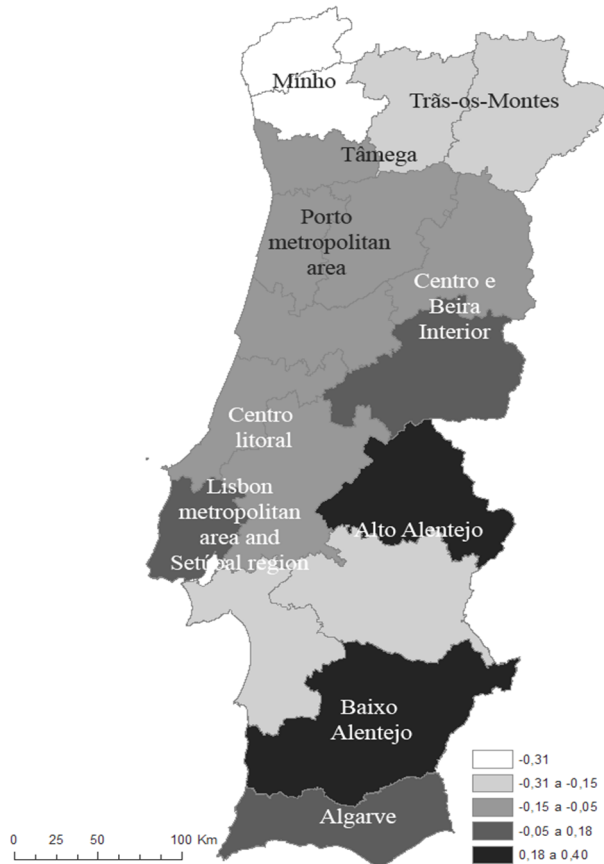 Minho
Trãs-os-Montes
Tâmega
Porto
metropolitan
area
Centro e
Beira
Interior
Centro
litoral
Lisbon
metropolitan
area and
Setúbal region
Alto Alentejo
Baixo
Alentejo
Algarve
-0,31
-0,31 a -0,15
-0,15 a -0,05
-0,05 a 0,18
0,18 a 0,40
0 25 50 100 Km